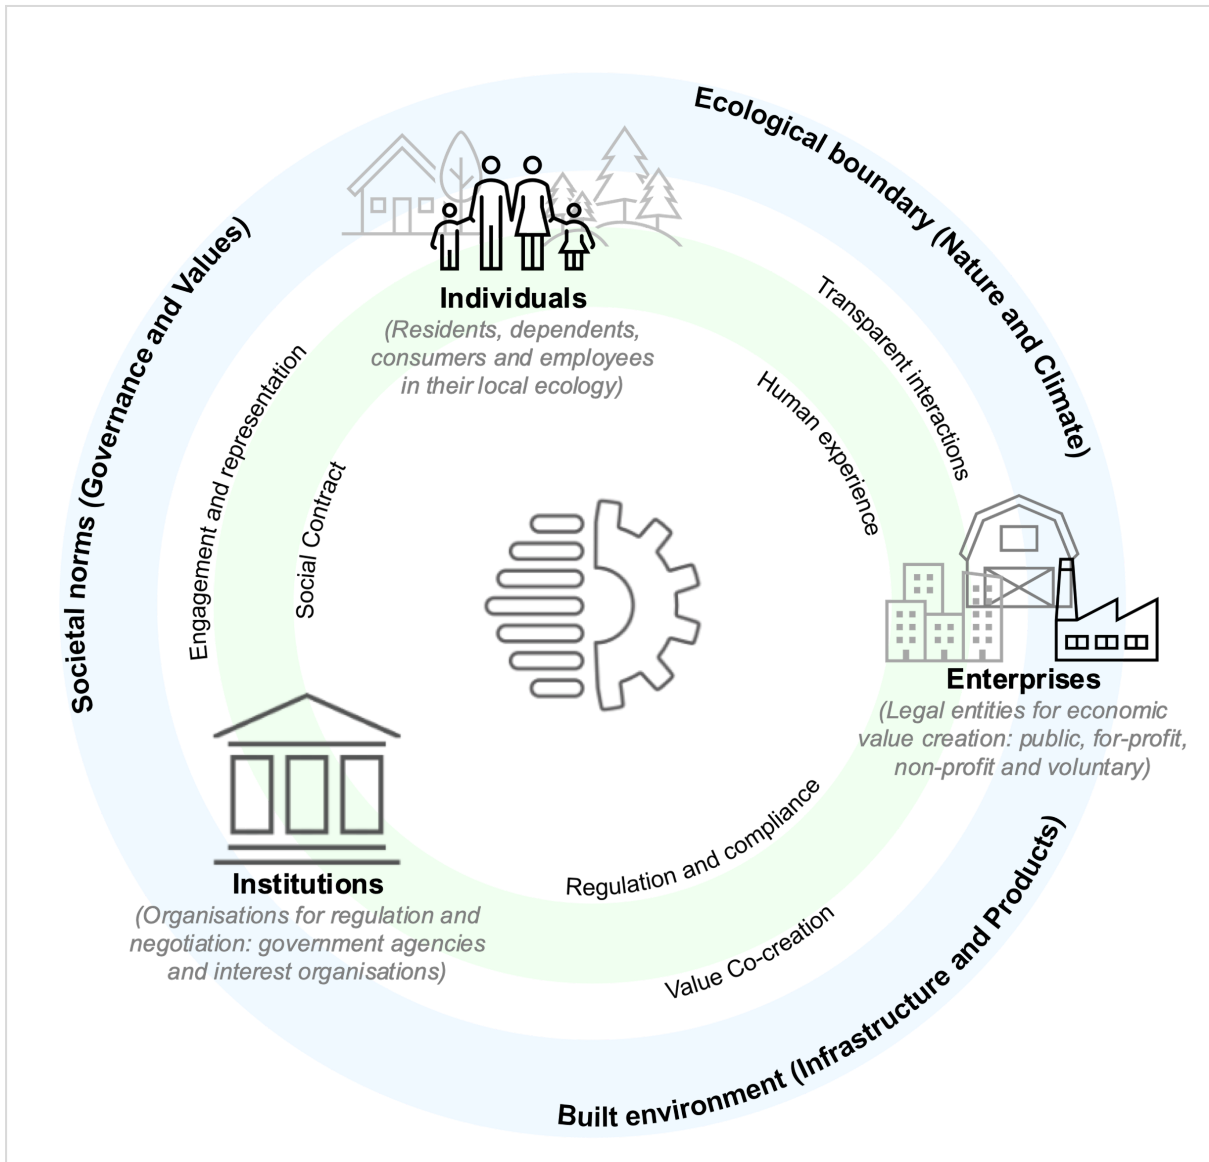 Ecological boundary (Nature and Climate)
Societal norms (Governance and Values)
Individuals
(Residents, dependents,
consumers and employees
in their local ecology)
Transparent interactions
Human experience
Engagement and representation
Social Contract
Enterprises
(Legal entities for economic
value creation: public, for-profit,
non-profit and voluntary)
Regulation and compliance
Value Co-creation
Institutions
(Organisations for regulation and
negotiation: government agencies
and interest organisations)
Built environment (Infrastructure and Products)